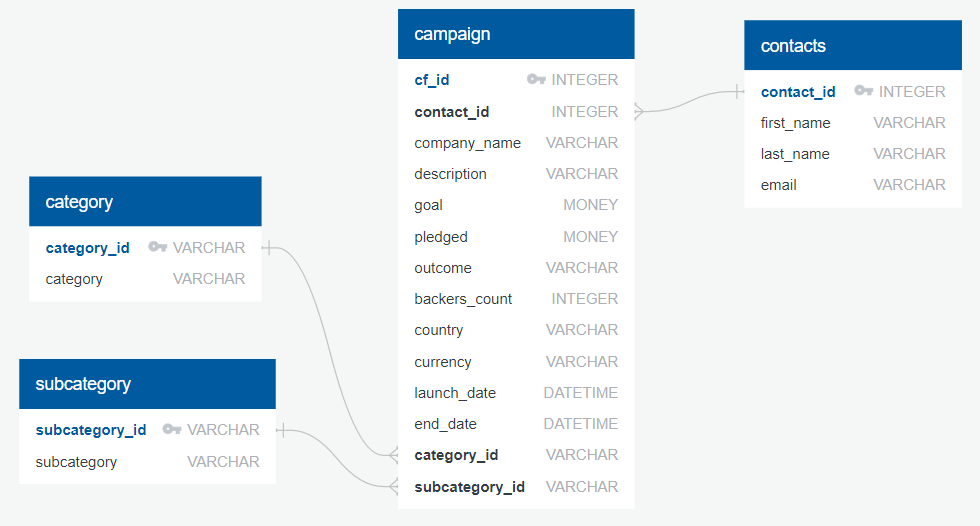 campaign
cf_id INTEGER
contact_id INTEGER
company_name VARCHAR
description VARCHAR
goal MONEY
pledged MONEY
outcome VARCHAR
backers_count INTEGER
country VARCHAR
currency VARCHAR
launch_date DATETIME
end_date DATETIME
category_id VARCHAR
subcategory_id VARCHAR
contacts
contact_id INTEGER
first_name VARCHAR
last_name VARCHAR
email VARCHAR
category
category_id VARCHAR
category VARCHAR
subcategory
subcategory_id VARCHAR
subcategory VARCHAR